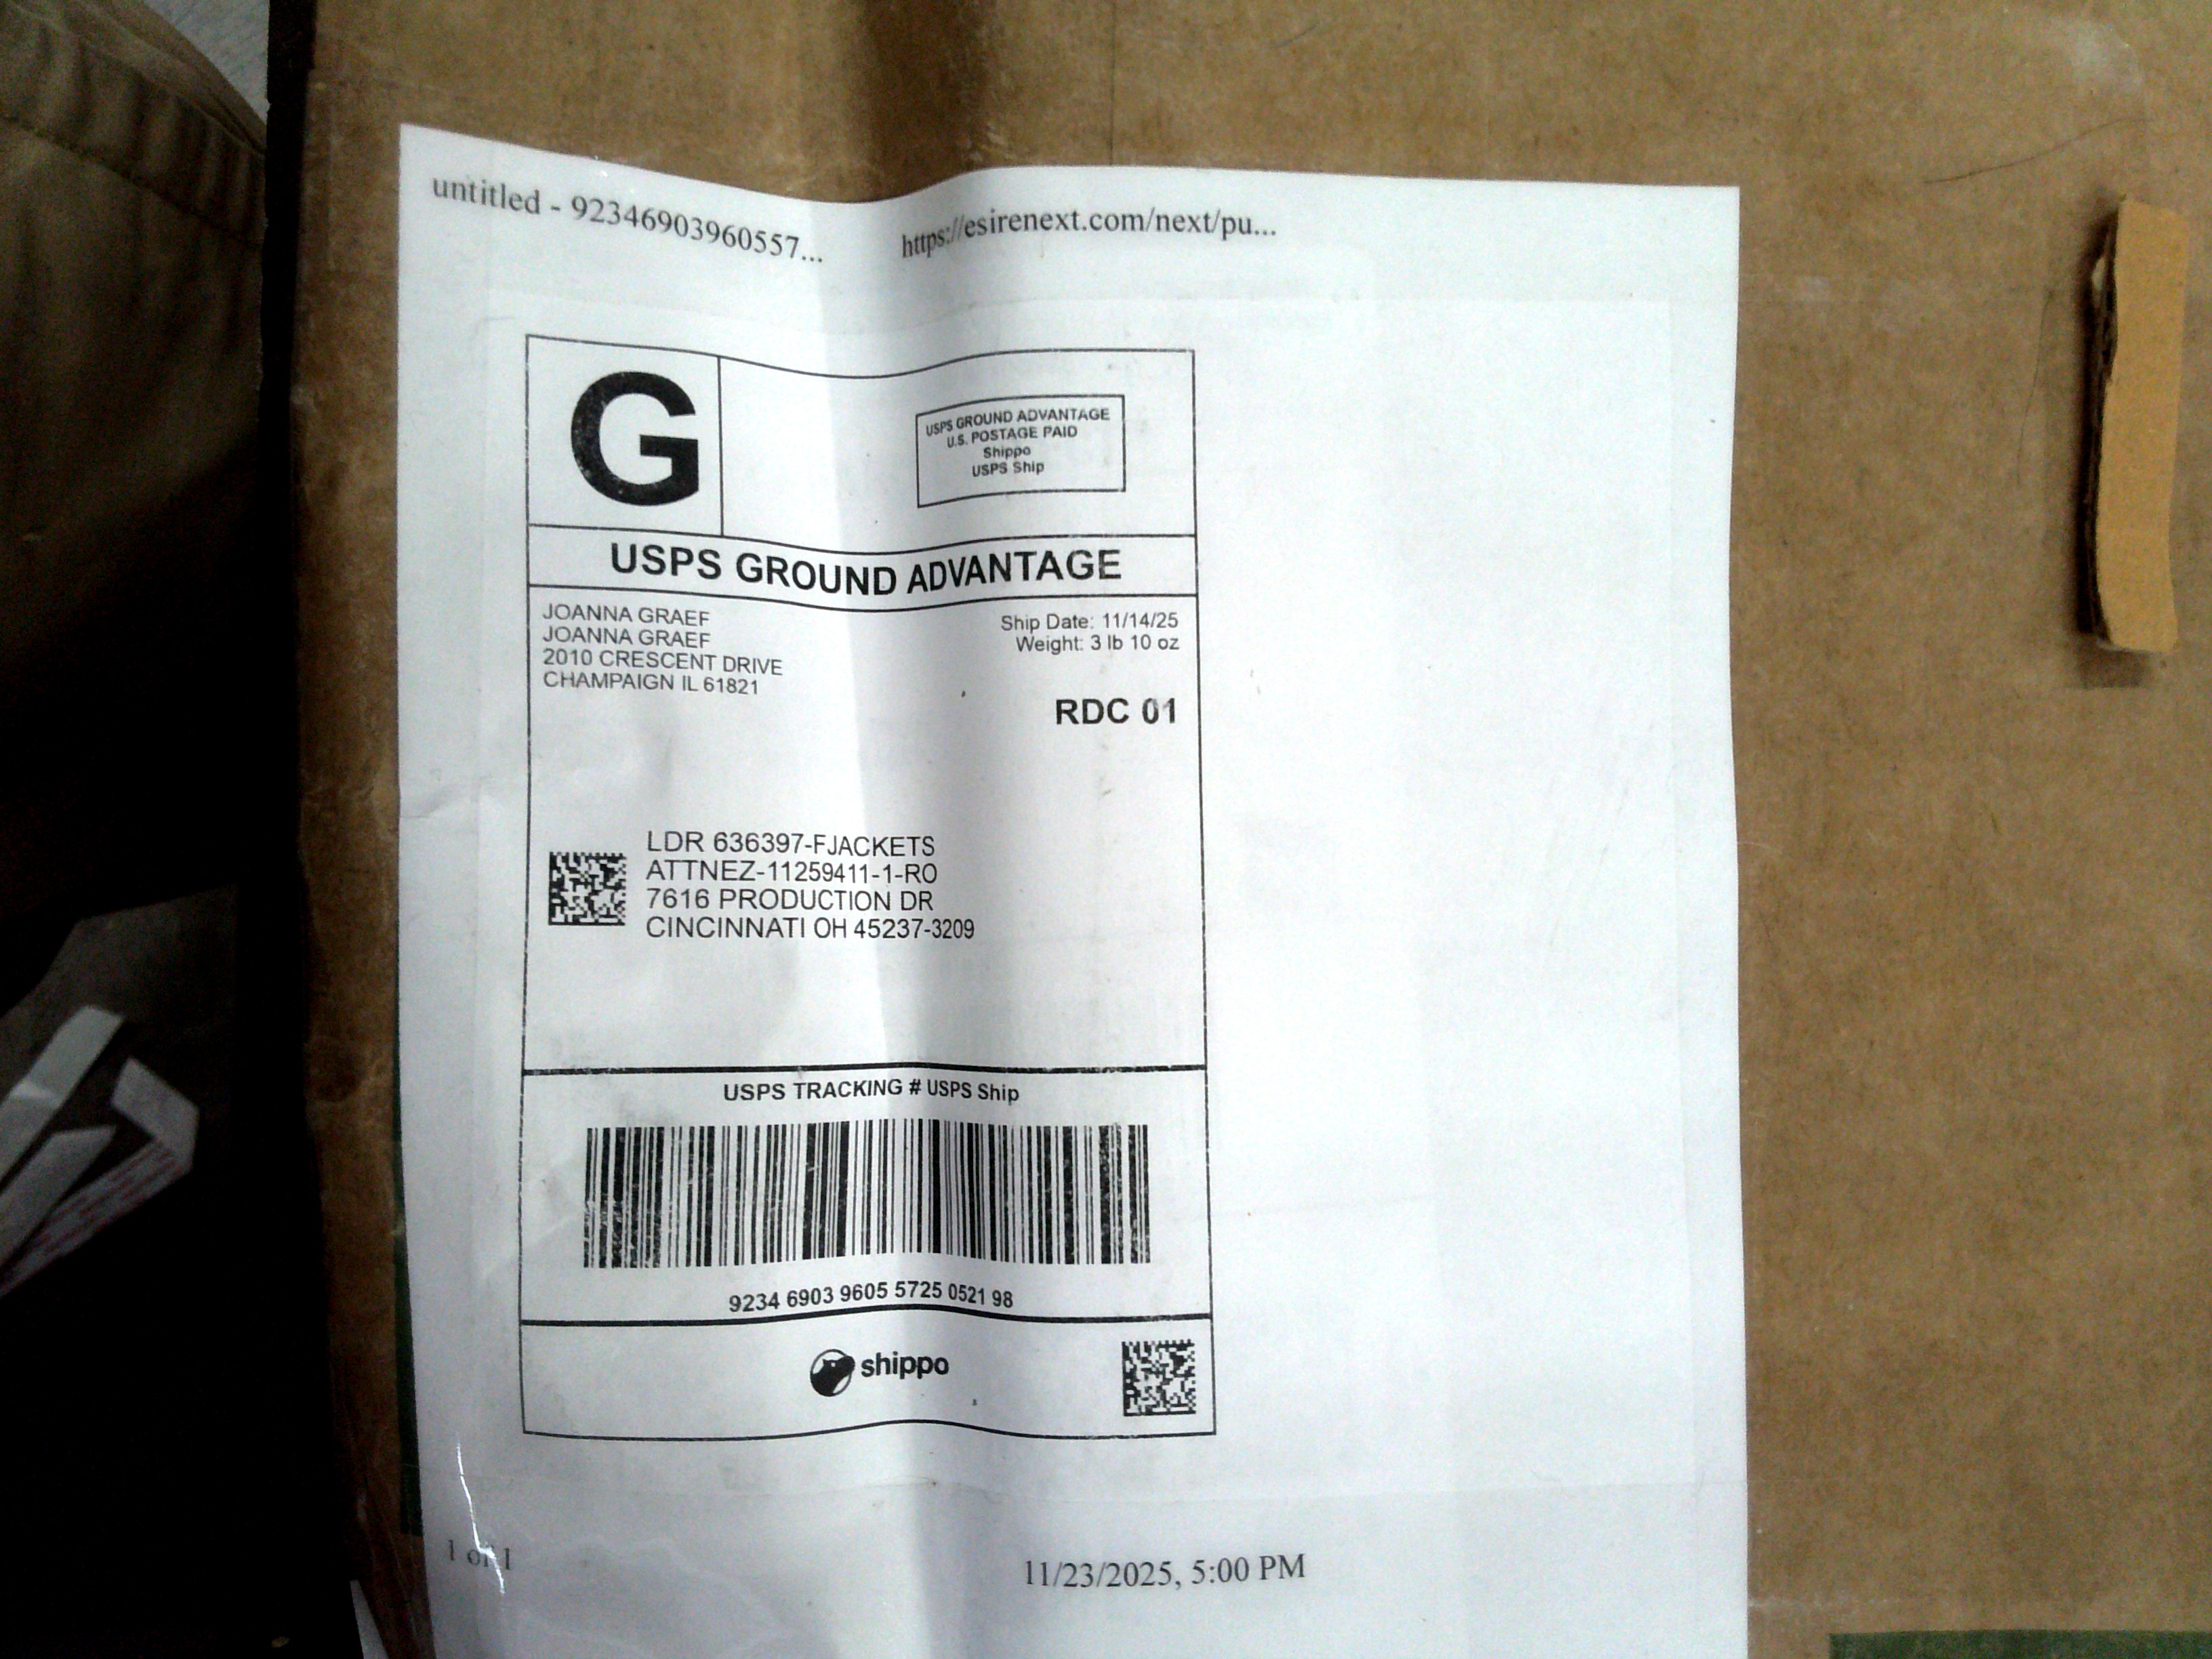 untitled - 92346903960557...
https://esirenext.com/next/pu...
G
USPS GROUND ADVANTAGE
U.S. POSTAGE PAID
Shippo
USPS Ship
USPS GROUND ADVANTAGE
JOANNA GRAEF
JOANNA GRAEF
2010 CRESCENT DRIVE
CHAMPAIGN IL 61821
Ship Date: 11/14/25
Weight: 3 lb 10 oz
RDC 01
LDR 636397-FJACKETS
ATTNEZ-11259411-1-RO
7616 PRODUCTION DR
CINCINNATI OH 45237-3209
USPS TRACKING # USPS Ship
9234 6903 9605 5725 0521 98
shippo
1 of 1
11/23/2025, 5:00 PM